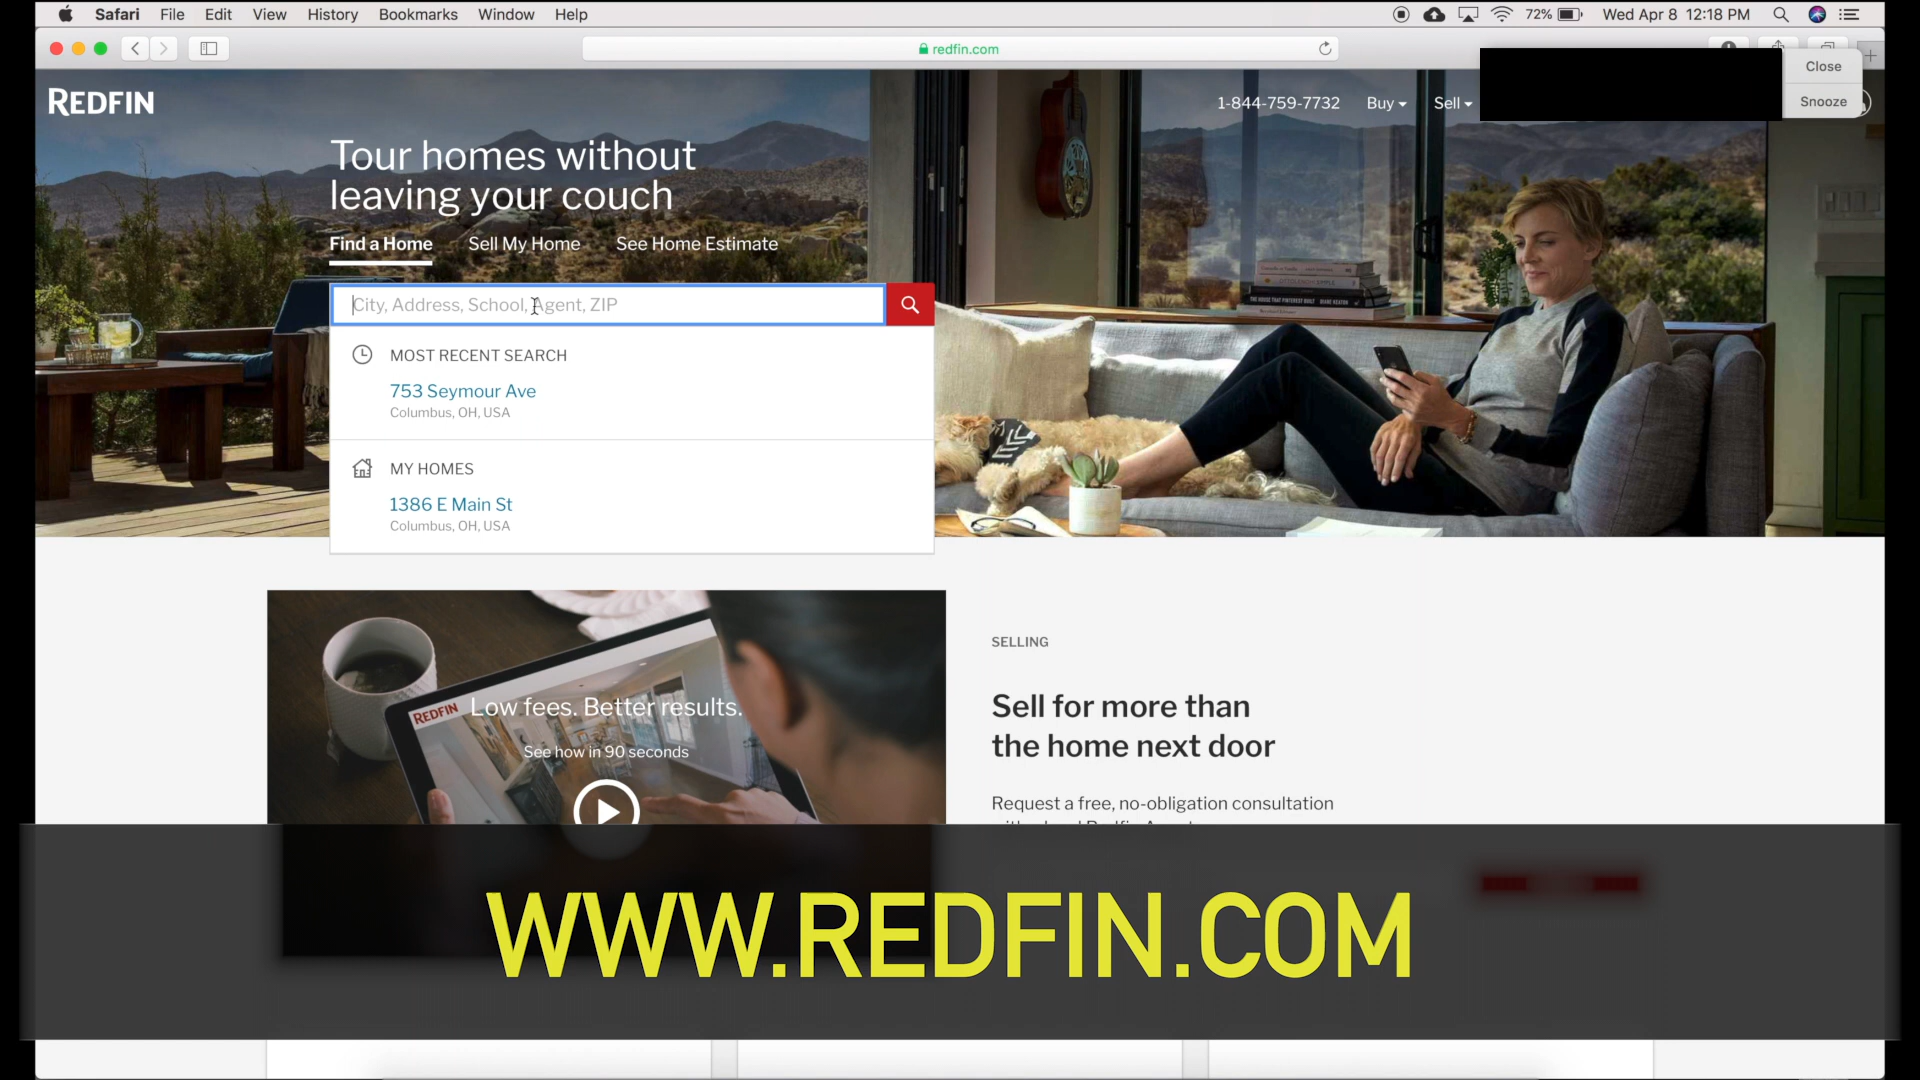 Safari File Edit View History Bookmarks Window Help
72% Wed Apr 8 12:18 PM
redfin.com
Close
Snooze
REDFIN
1-844-759-7732 Buy Sell
Tour homes without
leaving your couch
Find a Home Sell My Home See Home Estimate
City, Address, School, Agent, ZIP
MOST RECENT SEARCH
753 Seymour Ave
Columbus, OH, USA
MY HOMES
1386 E Main St
Columbus, OH, USA
REDFIN
Low fees. Better results.
See how in 90 seconds
SELLING
Sell for more than
the home next door
Request a free, no-obligation consultation
WWW.REDFIN.COM